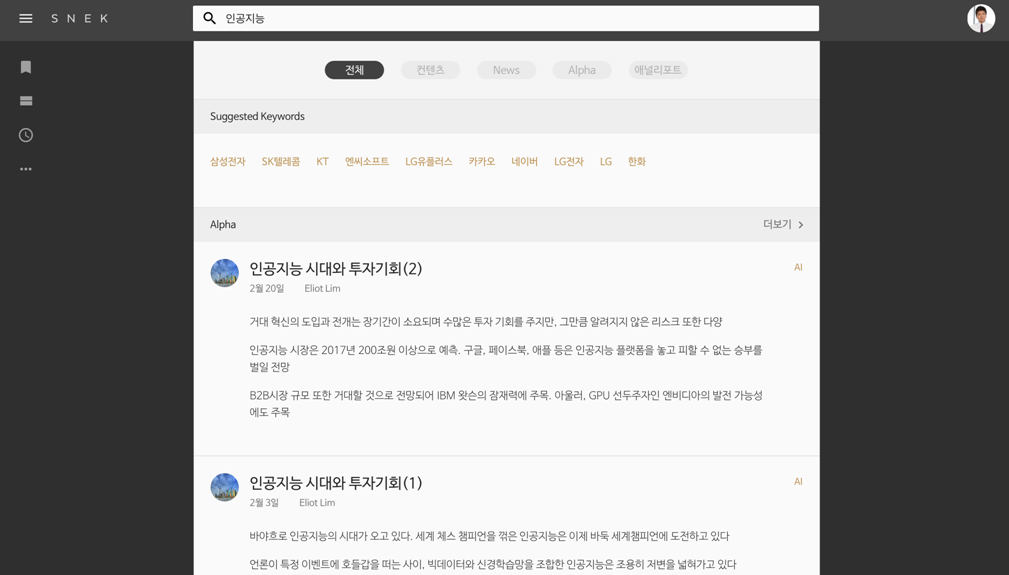 SNEK
인공지능
전체 컨텐츠 News Alpha 애널리포트
Suggested Keywords
삼성전자 SK텔레콤 KT 엔씨소프트 LG유플러스 카카오 네이버 LG전자 LG 한화
Alpha 더보기
인공지능 시대와 투자기회(2) AI
2월 20일 Eliot Lim
거대 혁신의 도입과 전개는 장기간이 소요되며 수많은 투자 기회를 주지만, 그만큼 알려지지 않은 리스크 또한 다양
인공지능 시장은 2017년 200조원 이상으로 예측. 구글, 페이스북, 애플 등은 인공지능 플랫폼을 놓고 피할 수 없는 승부를
벌일 전망
B2B시장 규모 또한 거대할 것으로 전망되어 IBM 왓슨의 잠재력에 주목. 아울러, GPU 선두주자인 엔비디아의 발전 가능성
에도 주목
인공지능 시대와 투자기회(1) AI
2월 3일 Eliot Lim
바야흐로 인공지능의 시대가 오고 있다. 세계 체스 챔피언을 꺾은 인공지능은 이제 바둑 세계챔피언에 도전하고 있다
언론이 특정 이벤트에 호들갑을 떠는 사이, 빅데이터와 신경학습망을 조합한 인공지능은 조용히 저변을 넓혀가고 있다